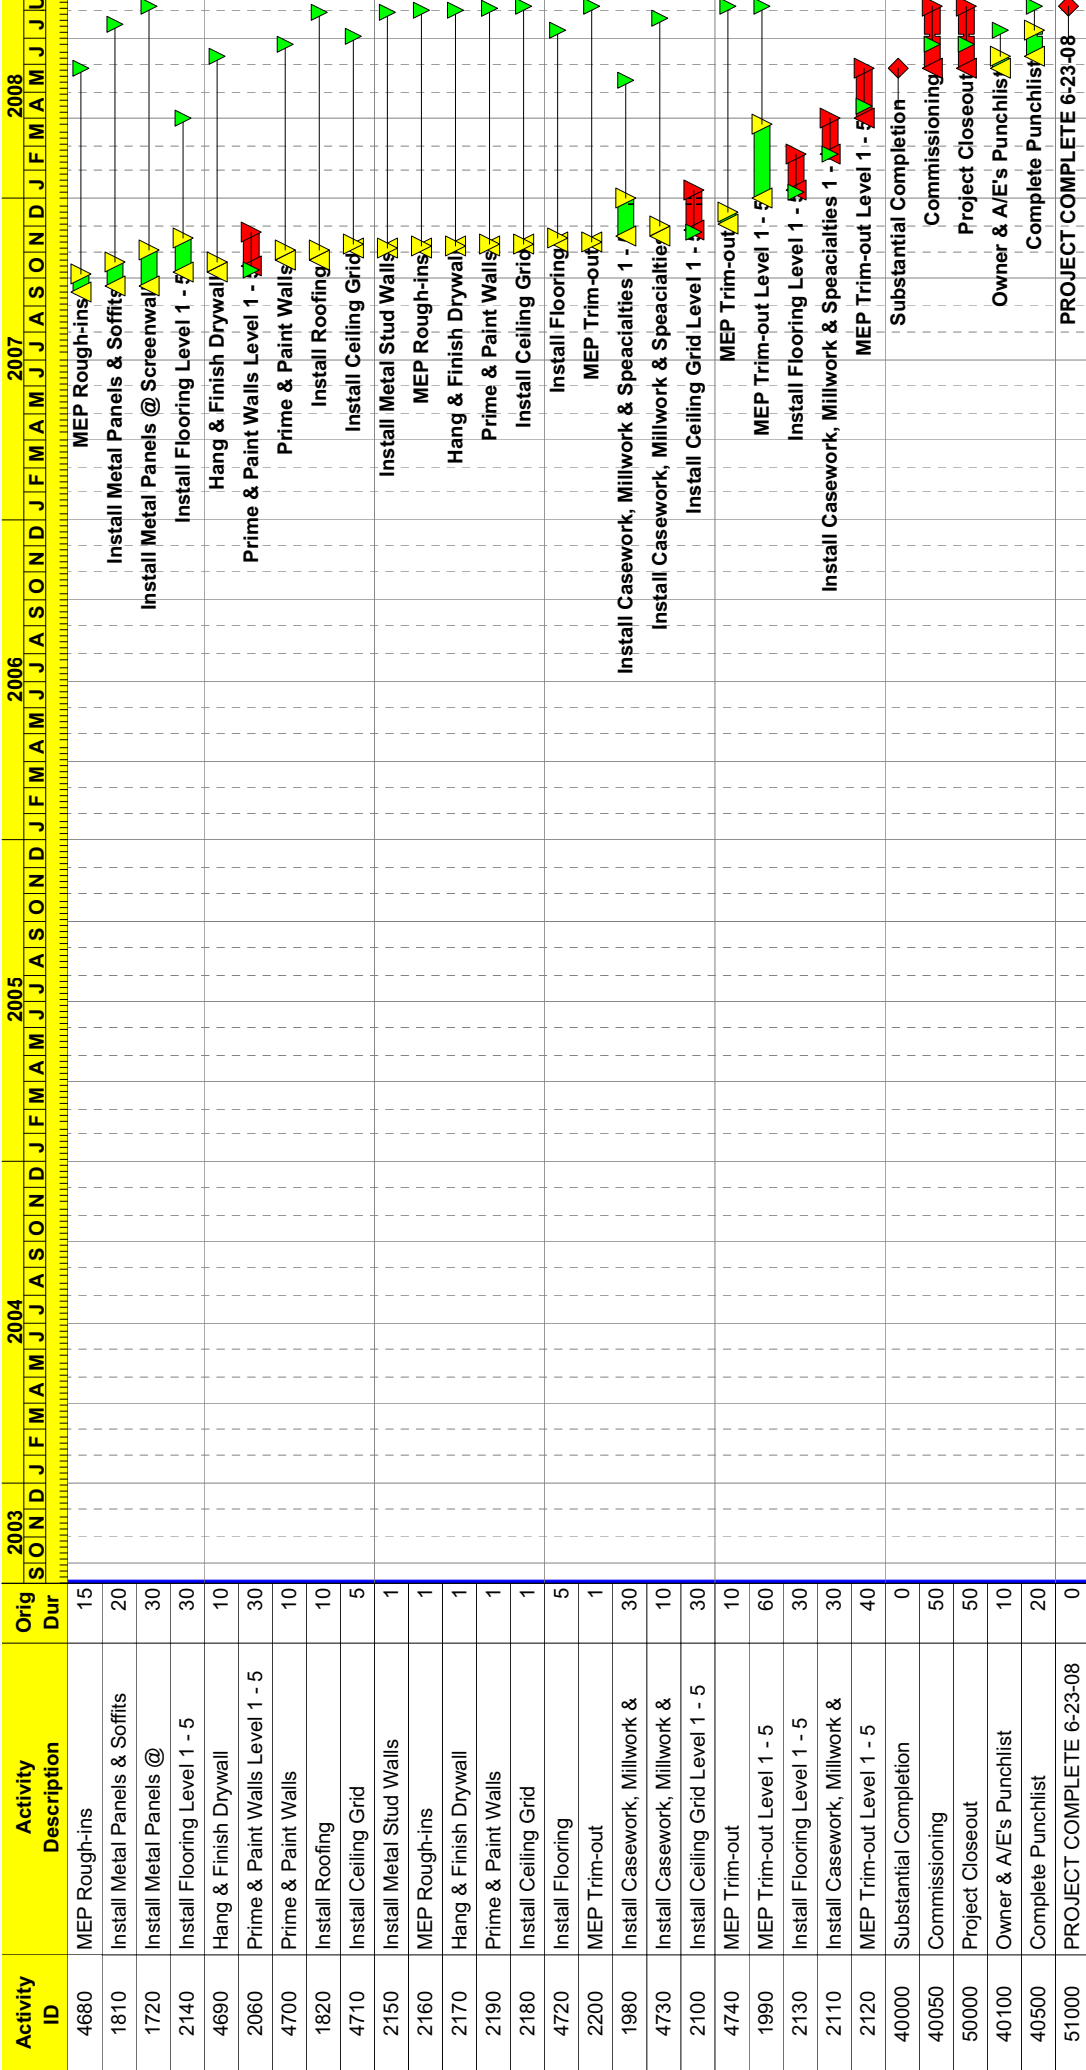 Activity ID Activity Description Orig Dur 2003 2004 2005 2006 2007 2008
S O N D J F M A M J J A S O N D J F M A M J J A S O N D J F M A M J J A S O N D J F M A M J J A S O N D J F M A M J JU
4680 MEP Rough-ins 15 MEP Rough-ins
1810 Install Metal Panels & Soffits 20 Install Metal Panels & Soffits
1720 Install Metal Panels @ 30 Install Metal Panels @ Screenwall
2140 Install Flooring Level 1 - 5 30 Install Flooring Level 1 - 5
4690 Hang & Finish Drywall 10 Hang & Finish Drywall
2060 Prime & Paint Walls Level 1 - 5 30 Prime & Paint Walls Level 1 - 5
4700 Prime & Paint Walls 10 Prime & Paint Walls
1820 Install Roofing 10 Install Roofing
4710 Install Ceiling Grid 5 Install Ceiling Grid
2150 Install Metal Stud Walls 1 Install Metal Stud Walls
2160 MEP Rough-ins 1 MEP Rough-ins
2170 Hang & Finish Drywall 1 Hang & Finish Drywall
2190 Prime & Paint Walls 1 Prime & Paint Walls
2180 Install Ceiling Grid 1 Install Ceiling Grid
4720 Install Flooring 5 Install Flooring
2200 MEP Trim-out 1 MEP Trim-out
1980 Install Casework, Millwork & 30 Install Casework, Millwork & Speacialties 1 -
4730 Install Casework, Millwork & 10 Install Casework, Millwork & Speacialties
2100 Install Ceiling Grid Level 1 - 5 30 Install Ceiling Grid Level 1 - 5
4740 MEP Trim-out 10 MEP Trim-out
1990 MEP Trim-out Level 1 - 5 60 MEP Trim-out Level 1 - 5
2130 Install Flooring Level 1 - 5 30 Install Flooring Level 1 - 5
2110 Install Casework, Millwork & 30 Install Casework, Millwork & Speacialties 1 -
2120 MEP Trim-out Level 1 - 5 40 MEP Trim-out Level 1 - 5
40000 Substantial Completion 0 Substantial Completion
40050 Commissioning 50 Commissioning
50000 Project Closeout 50 Project Closeout
40100 Owner & A/E's Punchlist 10 Owner & A/E's Punchlist
40500 Complete Punchlist 20 Complete Punchlist
51000 PROJECT COMPLETE 6-23-08 0 PROJECT COMPLETE 6-23-08